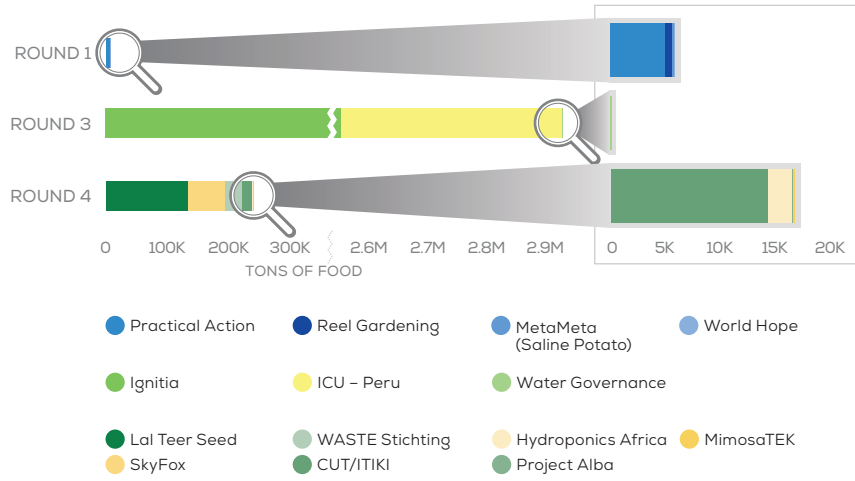 ROUND 1
ROUND 3
ROUND 4
0 100K 200K 300K 2.6M 2.7M 2.8M 2.9M 0 5K 10K 15K 20K
TONS OF FOOD
Practical Action Reel Gardening MetaMeta World Hope
(Saline Potato)
Ignitia ICU – Peru Water Governance
Lal Teer Seed WASTE Stichting Hydroponics Africa MimosaTEK
SkyFox CUT/ITIKI Project Alba